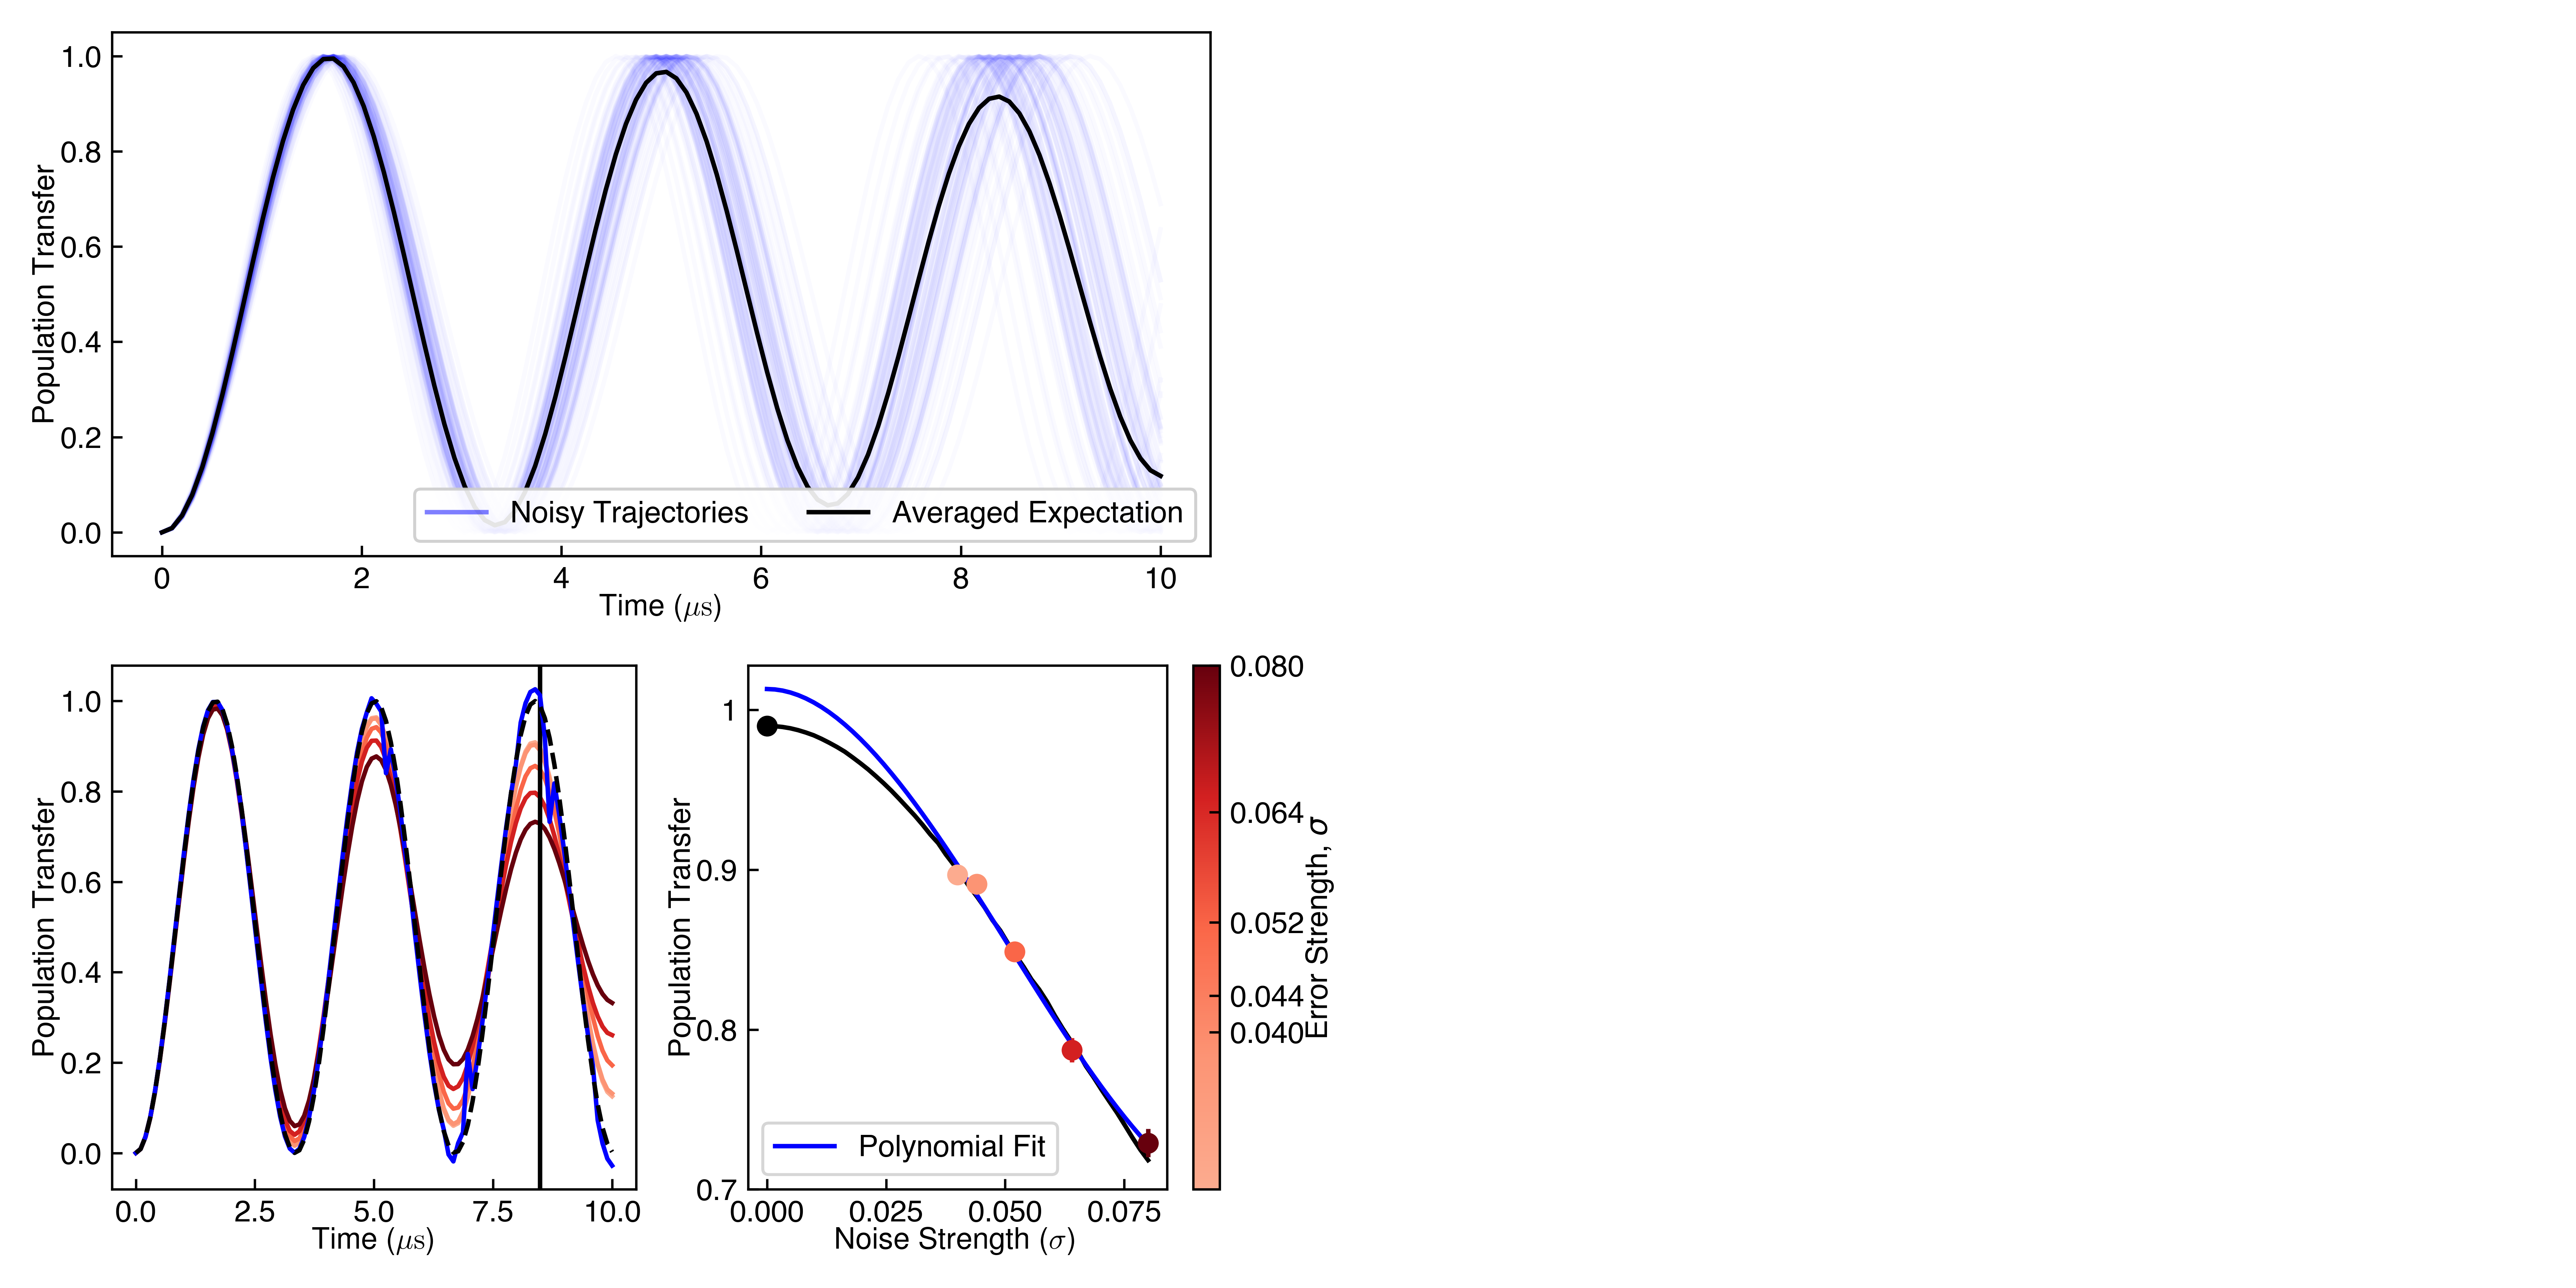 Population Transfer
1.0
0.8
0.6
0.4
0.2
0.0
Noisy Trajectories
Averaged Expectation
0 2 4 6 8 10
Time (μs)
Population Transfer
1.0
0.8
0.6
0.4
0.2
0.0
0.0 2.5 5.0 7.5 10.0
Time (μs)
Population Transfer
1
0.9
0.8
0.7
Polynomial Fit
0.000 0.025 0.050 0.075
Noise Strength (σ)
0.080
0.064
0.052
0.044
0.040
Error Strength, σ